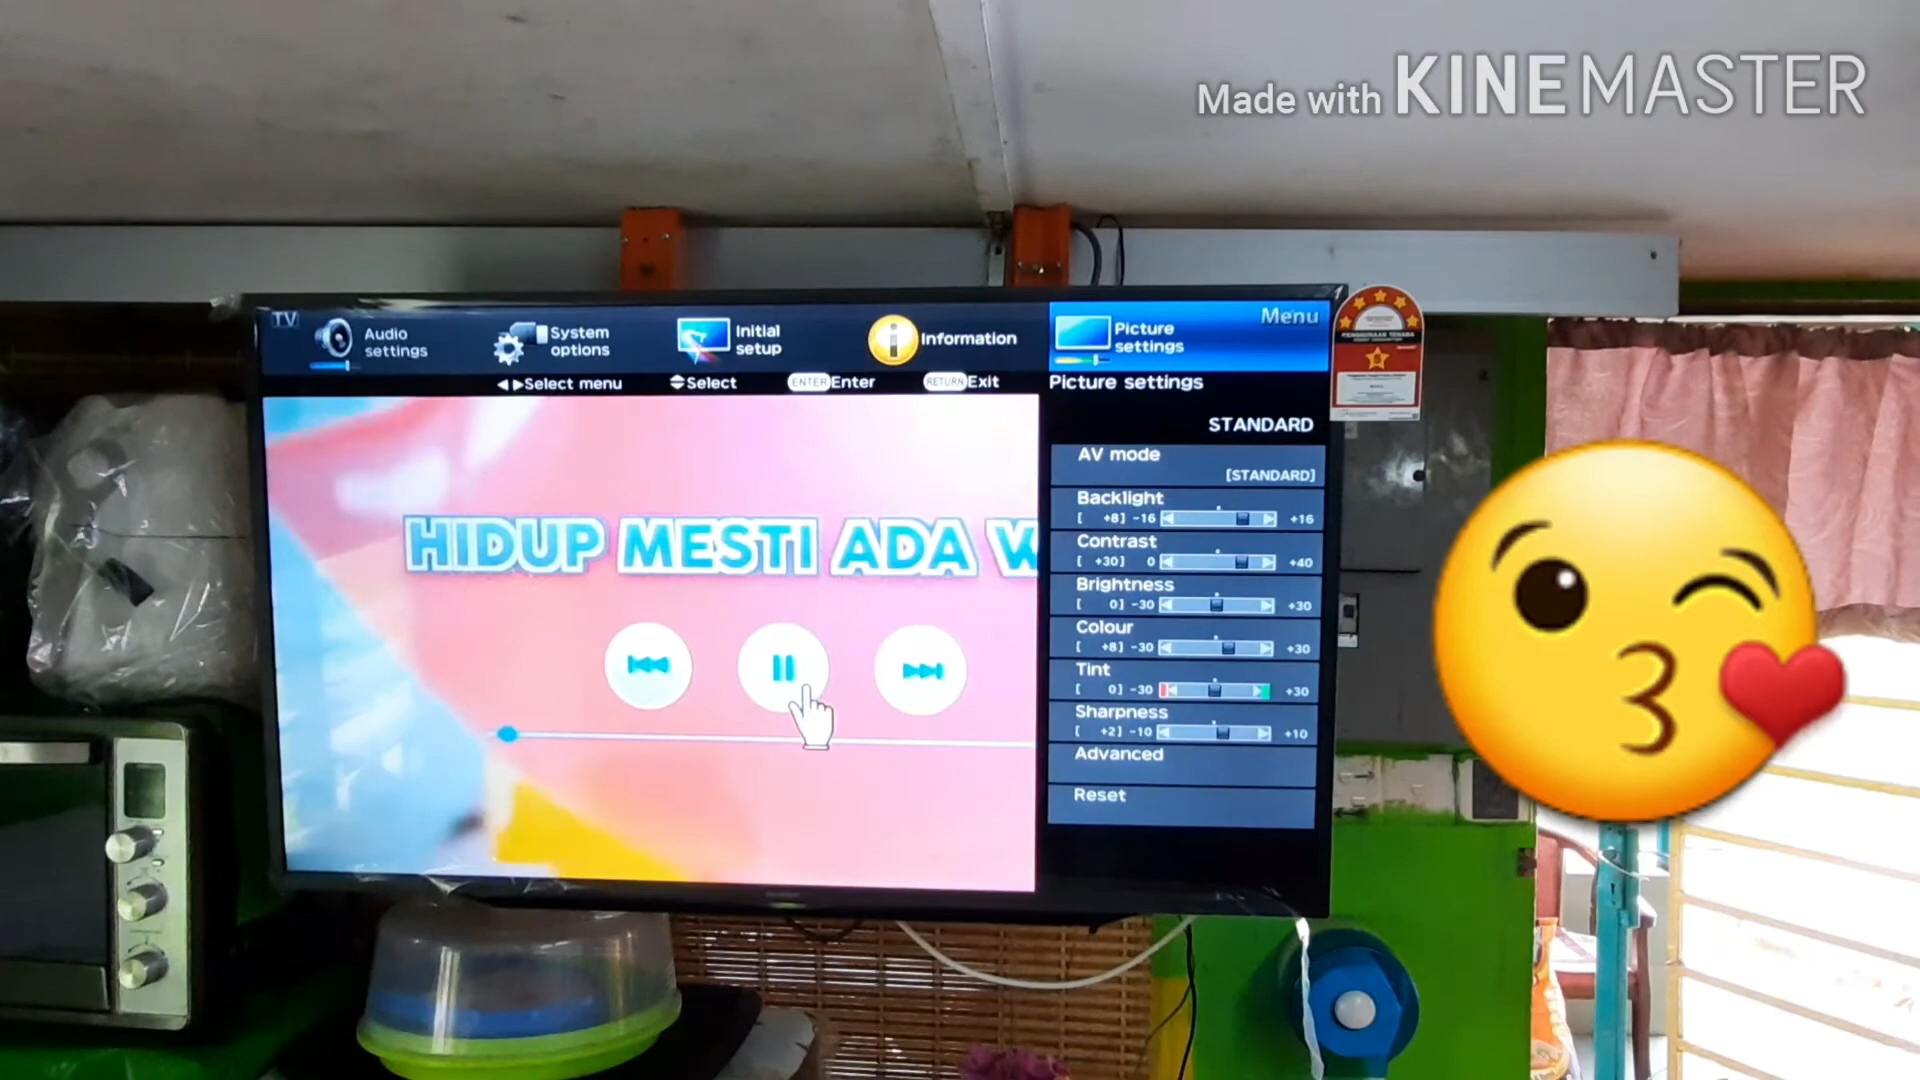 Made with KINEMASTER
TV
Audio settings
System options
Initial setup
Information
Picture settings
Menu
Select menu
Select
ENTER Enter
RETURN Exit
Picture settings
STANDARD
AV mode
[STANDARD]
Backlight
[ +8] -16 +16
Contrast
[ +30] 0 +40
Brightness
[ 0] -30 +30
Colour
[ +8] -30 +30
Tint
[ 0] -30 +30
Sharpness
[ +2] -10 +10
Advanced
Reset
HIDUP MESTI ADA
PENGGUNAAN TENAGA